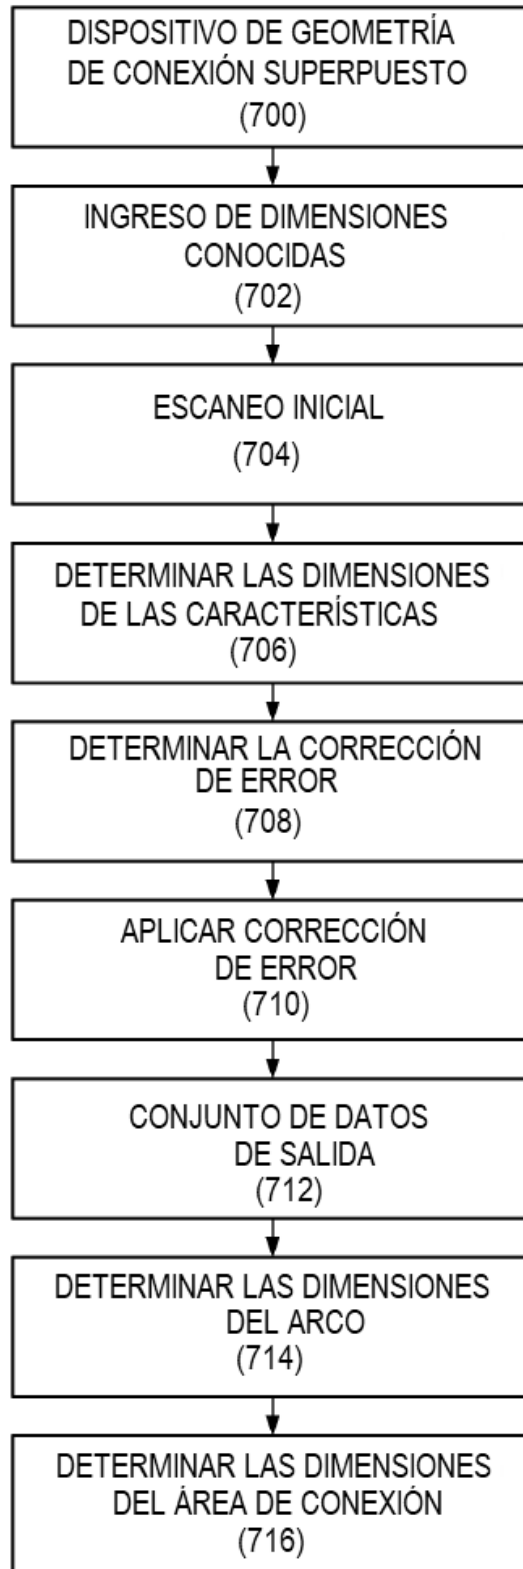 DISPOSITIVO DE GEOMETRÍA
DE CONEXIÓN SUPERPUESTO
(700)
INGRESO DE DIMENSIONES
CONOCIDAS
(702)
ESCANEO INICIAL
(704)
DETERMINAR LAS DIMENSIONES
DE LAS CARACTERÍSTICAS
(706)
DETERMINAR LA CORRECCIÓN
DE ERROR
(708)
APLICAR CORRECCIÓN
DE ERROR
(710)
CONJUNTO DE DATOS
DE SALIDA
(712)
DETERMINAR LAS DIMENSIONES
DEL ARCO
(714)
DETERMINAR LAS DIMENSIONES
DEL ÁREA DE CONEXIÓN
(716)